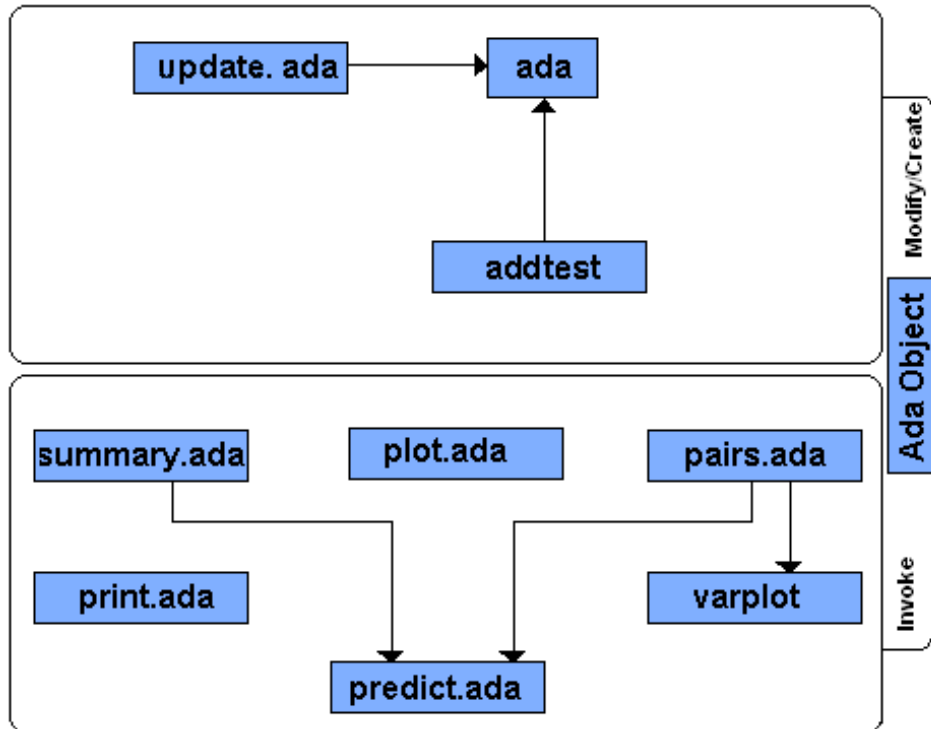 update. ada
ada
addtest
Modify/Create
Ada Object
summary.ada
plot.ada
pairs.ada
print.ada
varplot
Invoke
predict.ada